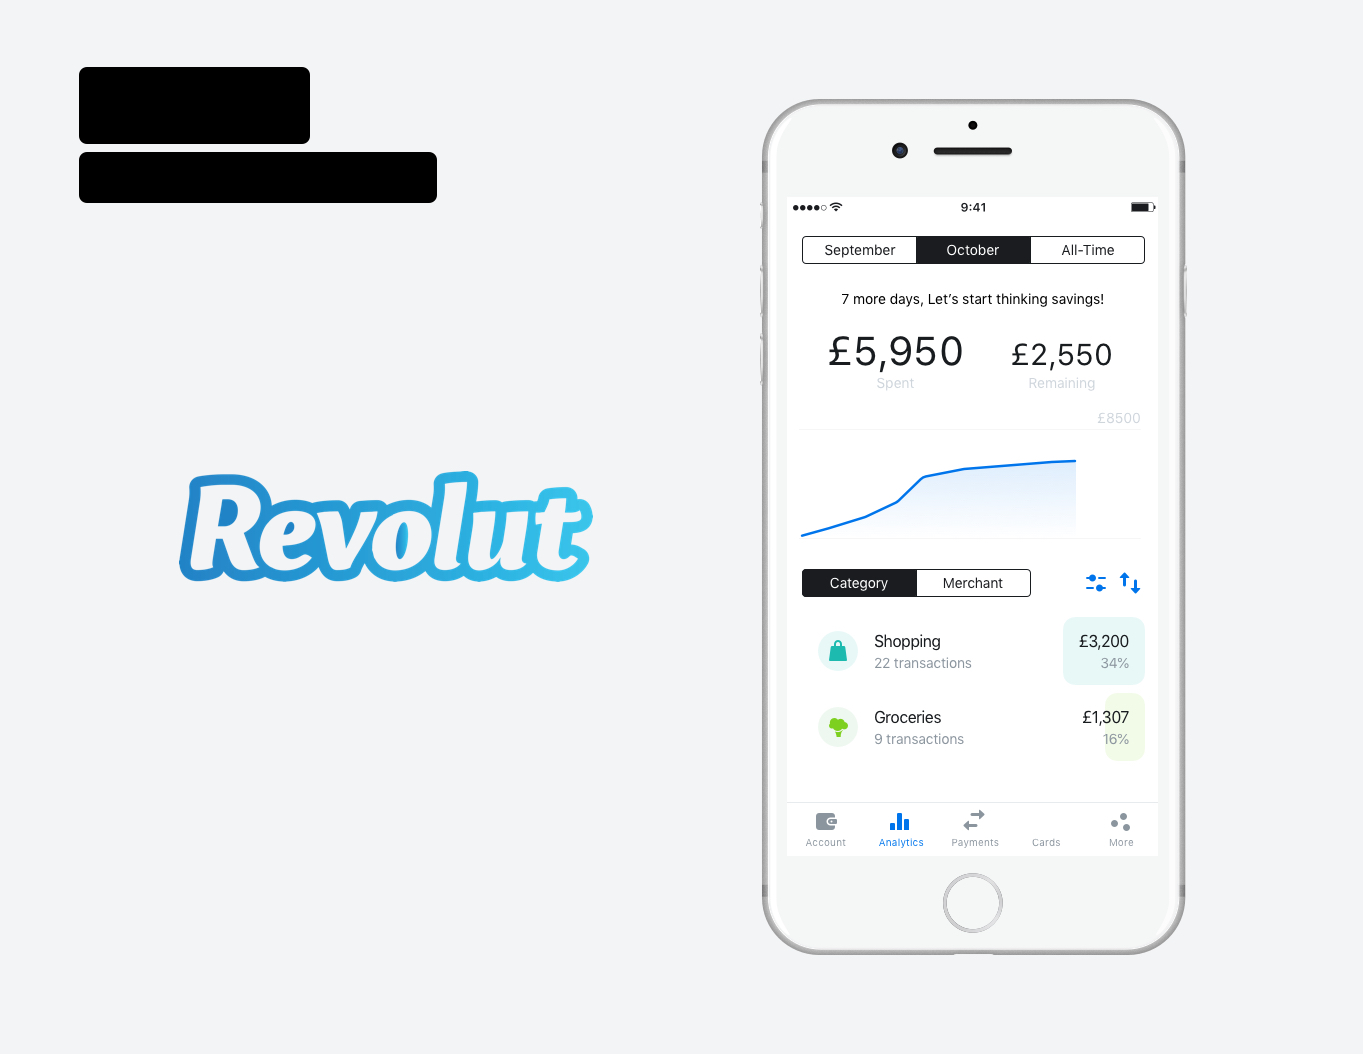 Revolut
9:41
September October All-Time
7 more days, Let's start thinking savings!
£5,950 £2,550
Spent Remaining
£8500
Category Merchant
Shopping £3,200
22 transactions 34%
Groceries £1,307
9 transactions 16%
Account Analytics Payments Cards More